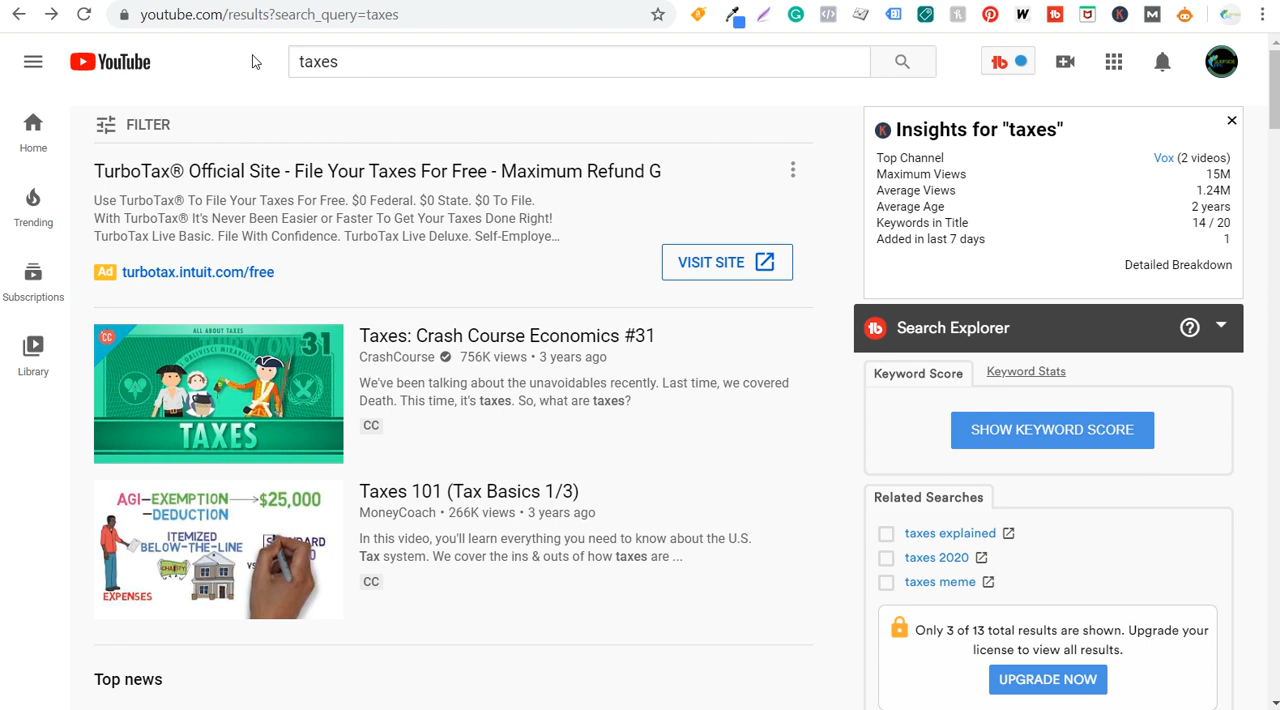 youtube.com/results?search_query=taxes
YouTube
taxes
FILTER
TurboTax® Official Site - File Your Taxes For Free - Maximum Refund G
Use TurboTax To File Your Taxes For Free. $0 Federal. $0 State. $0 To File.
With TurboTax® It's Never Been Easier or Faster To Get Your Taxes Done Right!
TurboTax Live Basic. File With Confidence. TurboTax Live Deluxe. Self-Employe…
VISIT SITE
Ad turbotax.intuit.com/free
Home
Trending
Subscriptions
Library
CC
ALL ABOUT TAXES
31
TAXES
Taxes: Crash Course Economics #31
CrashCourse 756K views • 3 years ago
We've been talking about the unavoidables recently. Last time, we covered
Death. This time, it's taxes. So, what are taxes?
CC
AGI–EXEMPTION $25,000
–DEDUCTION
ITEMIZED
BELOW-THE-LINE
CHARITY
VS
EXPENSES
Taxes 101 (Tax Basics 1/3)
MoneyCoach • 266K views • 3 years ago
In this video, you'll learn everything you need to know about the U.S.
Tax system. We cover the ins & outs of how taxes are ...
CC
Top news
K Insights for "taxes"
Top Channel Vox (2 videos)
Maximum Views 15M
Average Views 1.24M
Average Age 2 years
Keywords in Title 14 / 20
Added in last 7 days 1
Detailed Breakdown
tb Search Explorer
Keyword Score Keyword Stats
SHOW KEYWORD SCORE
Related Searches
taxes explained
taxes 2020
taxes meme
Only 3 of 13 total results are shown. Upgrade your
license to view all results.
UPGRADE NOW